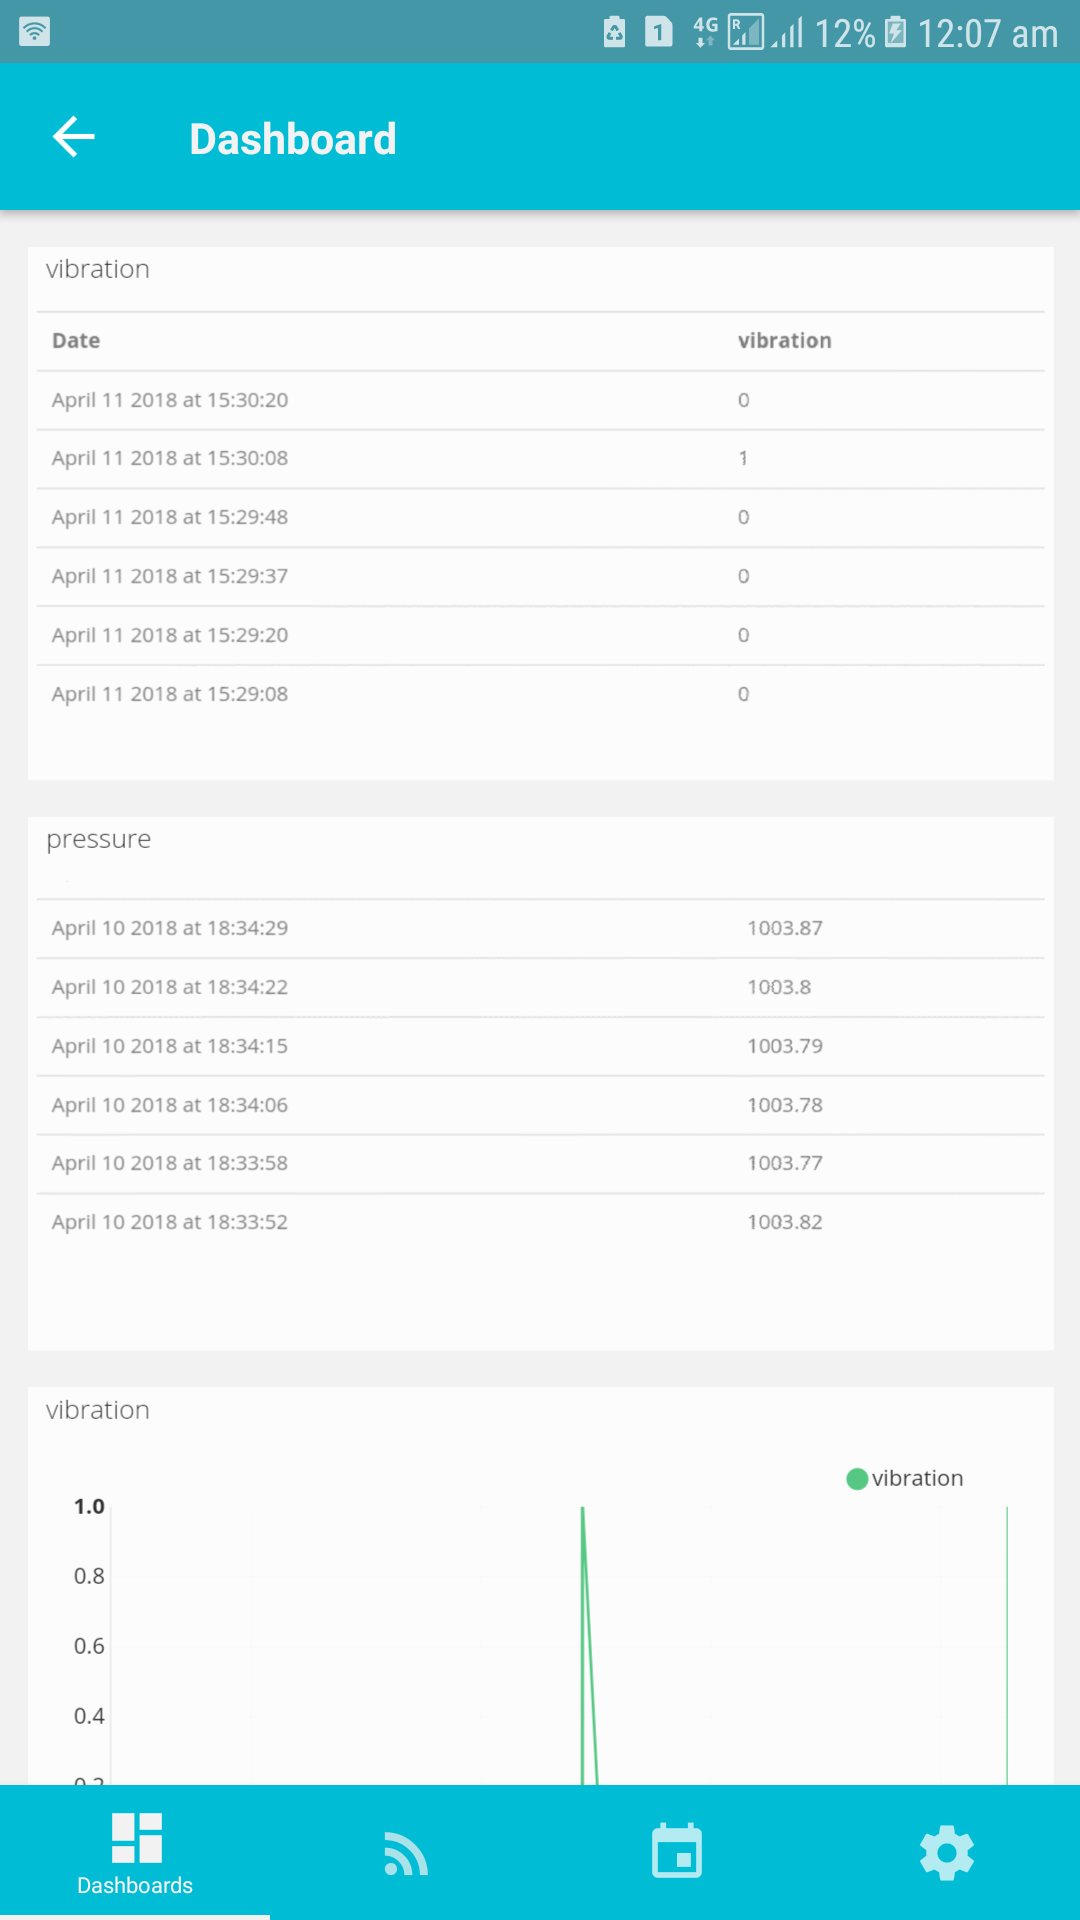 1 4G R 12% 12:07 am
Dashboard
vibration
Date vibration
April 11 2018 at 15:30:20 0
April 11 2018 at 15:30:08 1
April 11 2018 at 15:29:48 0
April 11 2018 at 15:29:37 0
April 11 2018 at 15:29:20 0
April 11 2018 at 15:29:08 0
pressure
April 10 2018 at 18:34:29 1003.87
April 10 2018 at 18:34:22 1003.8
April 10 2018 at 18:34:15 1003.79
April 10 2018 at 18:34:06 1003.78
April 10 2018 at 18:33:58 1003.77
April 10 2018 at 18:33:52 1003.82
vibration
vibration
1.0
0.8
0.6
0.4
0.2
Dashboards